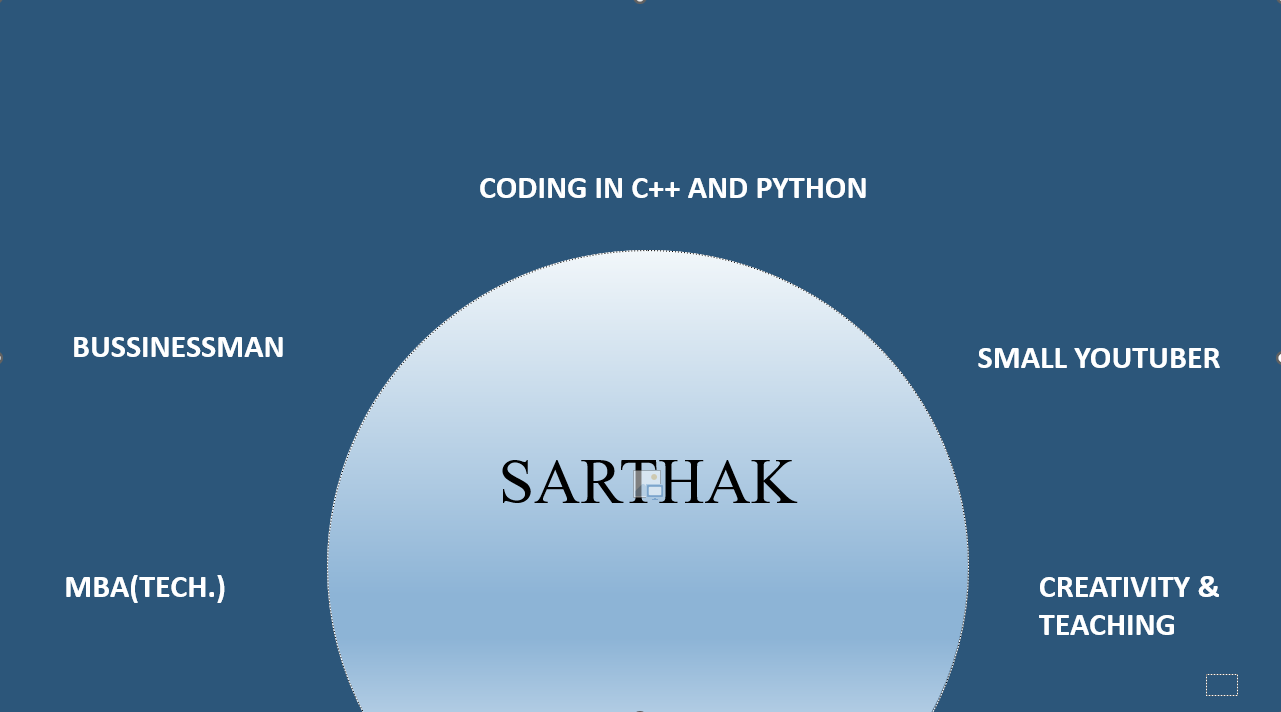 CODING IN C++ AND PYTHON
BUSSINESSMAN
SMALL YOUTUBER
SARTHAK
MBA(TECH.)
CREATIVITY &
TEACHING